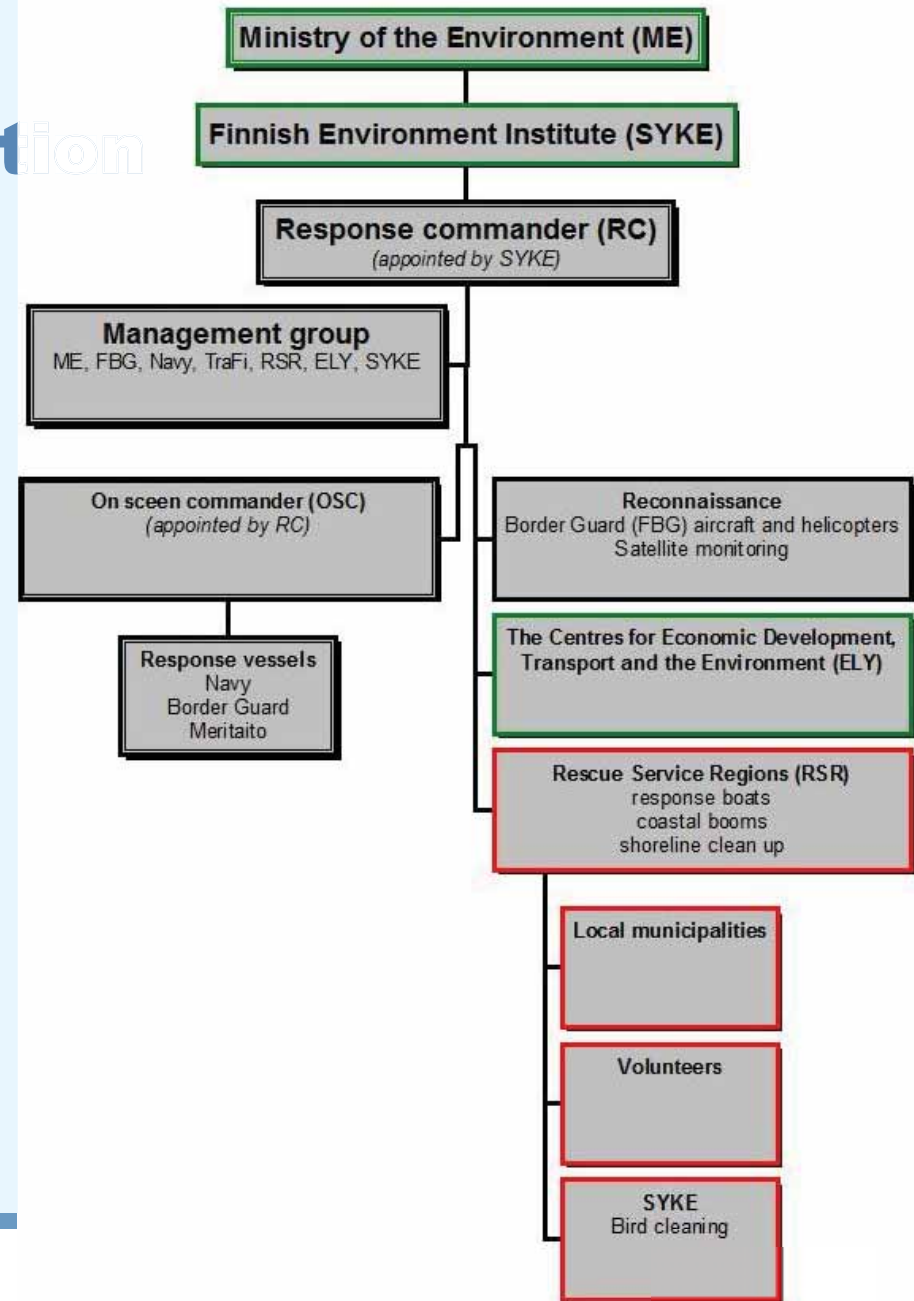 Ministry of the Environment (ME)
tion
Finnish Environment Institute (SYKE)
Response commander (RC)
(appointed by SYKE)
Management group
ME, FBG, Navy, TraFi, RSR, ELY, SYKE
On sceen commander (OSC)
(appointed by RC)
Response vessels
Navy
Border Guard
Meritaito
Reconnaissance
Border Guard (FBG) aircraft and helicopters
Satellite monitoring
The Centres for Economic Development,
Transport and the Environment (ELY)
Rescue Service Regions (RSR)
response boats
coastal booms
shoreline clean up
Local municipalities
Volunteers
SYKE
Bird cleaning